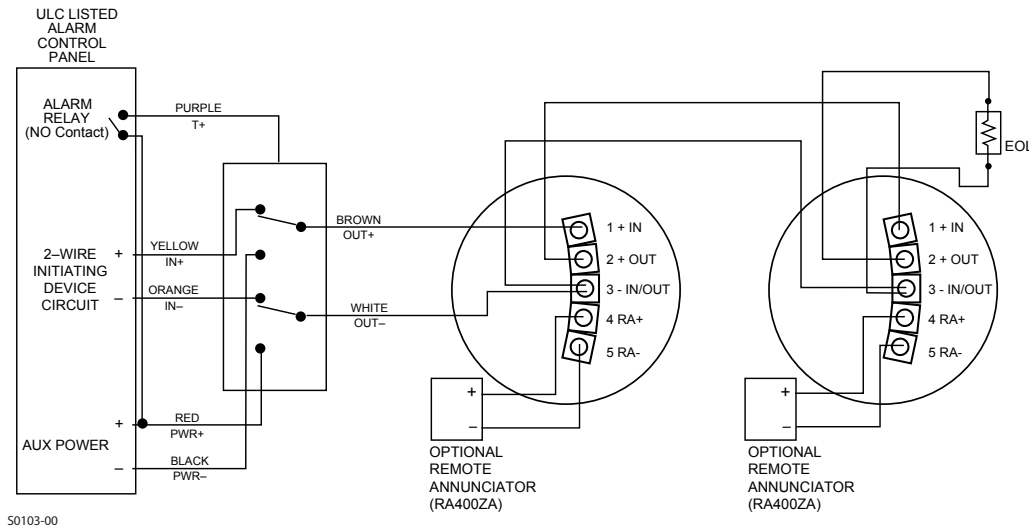 ULC LISTED
ALARM
CONTROL
PANEL
ALARM
RELAY
(NO Contact)
PURPLE
T+
2–WIRE
INITIATING
DEVICE
CIRCUIT
+
–
YELLOW
IN+
ORANGE
IN–
BROWN
OUT+
WHITE
OUT–
AUX POWER
+
–
RED
PWR+
BLACK
PWR–
1 + IN
2 + OUT
3 - IN/OUT
4 RA+
5 RA-
+
–
OPTIONAL
REMOTE
ANNUNCIATOR
(RA400ZA)
1 + IN
2 + OUT
3 - IN/OUT
4 RA+
5 RA-
+
–
OPTIONAL
REMOTE
ANNUNCIATOR
(RA400ZA)
EOL
S0103-00